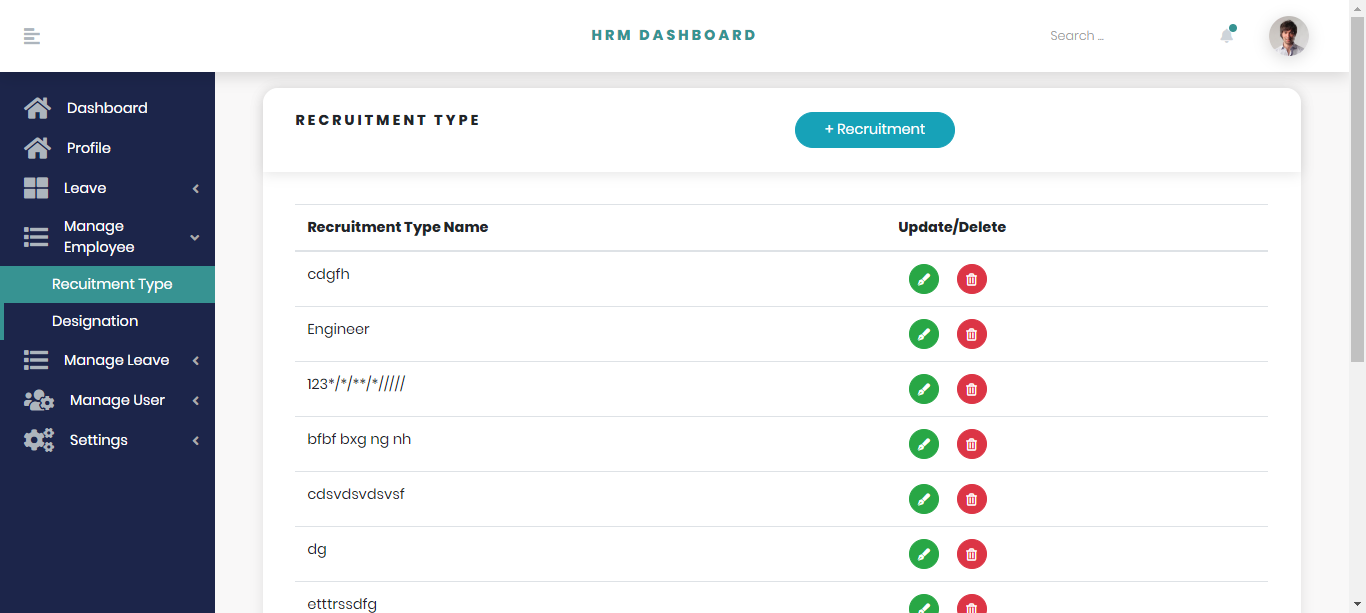 HRM DASHBOARD
Search ...
Dashboard
Profile
Leave
Manage
Employee
Recuitment Type
Designation
Manage Leave
Manage User
Settings
RECRUITMENT TYPE
+ Recruitment
Recruitment Type Name Update/Delete
cdgfh
Engineer
123*/*/**/*/////
bfbf bxg ng nh
cdsvdsvdsvsf
dg
etttrssdfg